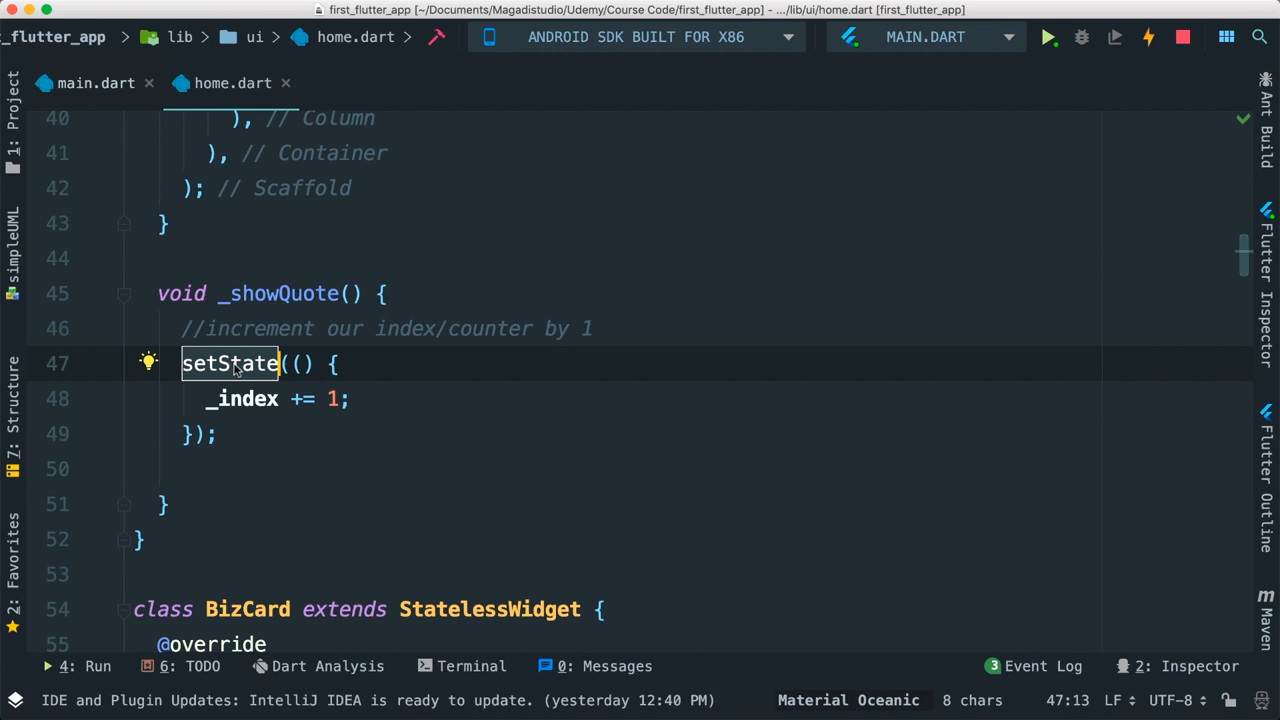 first_flutter_app [~/Documents/Magadistudio/Udemy/Course Code/first_flutter_app] - .../lib/ui/home.dart [first_flutter_app]
t_flutter_app
lib
ui
home.dart
ANDROID SDK BUILT FOR X86
MAIN.DART
main.dart
home.dart
1: Project
simpleUML
7: Structure
2: Favorites
40 ), // Column
41 ), // Container
42 ); // Scaffold
43 }
44
45 void _showQuote() {
46 //increment our index/counter by 1
47 setState(() {
48 _index += 1;
49 });
50
51 }
52 }
53
54 class BizCard extends StatelessWidget {
55 @override
Ant Build
Flutter Inspector
Flutter Outline
m Maven
4: Run
6: TODO
Dart Analysis
Terminal
0: Messages
3 Event Log
2: Inspector
IDE and Plugin Updates: IntelliJ IDEA is ready to update. (yesterday 12:40 PM)
Material Oceanic
8 chars
47:13
LF
UTF-8